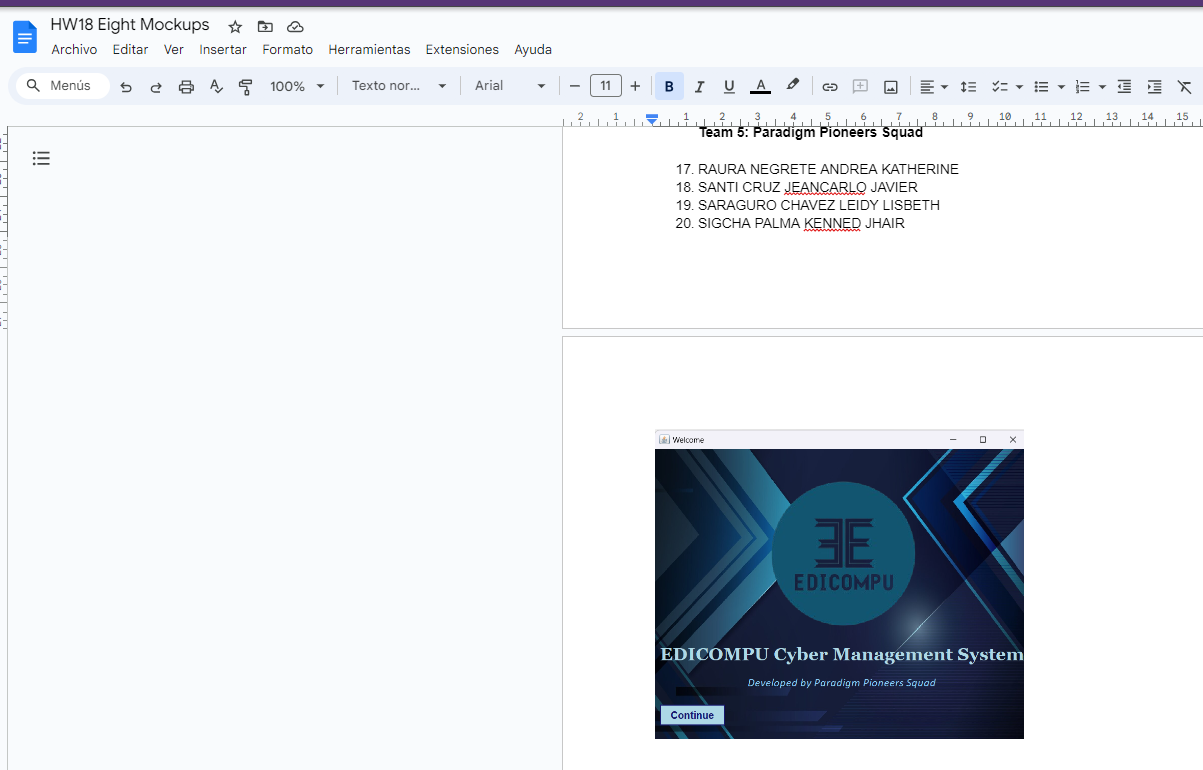 HW18 Eight Mockups
Archivo Editar Ver Insertar Formato Herramientas Extensiones Ayuda
Menús 100% Texto nor... Arial 11 B I U A
2 1 1 2 3 4 5 6 7 8 9 10 11 12 13 14 15
Team 5: Paradigm Pioneers Squad
17. RAURA NEGRETE ANDREA KATHERINE
18. SANTI CRUZ JEANCARLO JAVIER
19. SARAGURO CHAVEZ LEIDY LISBETH
20. SIGCHA PALMA KENNED JHAIR
Welcome
EDICOMPU
EDICOMPU Cyber Management System
Developed by Paradigm Pioneers Squad
Continue